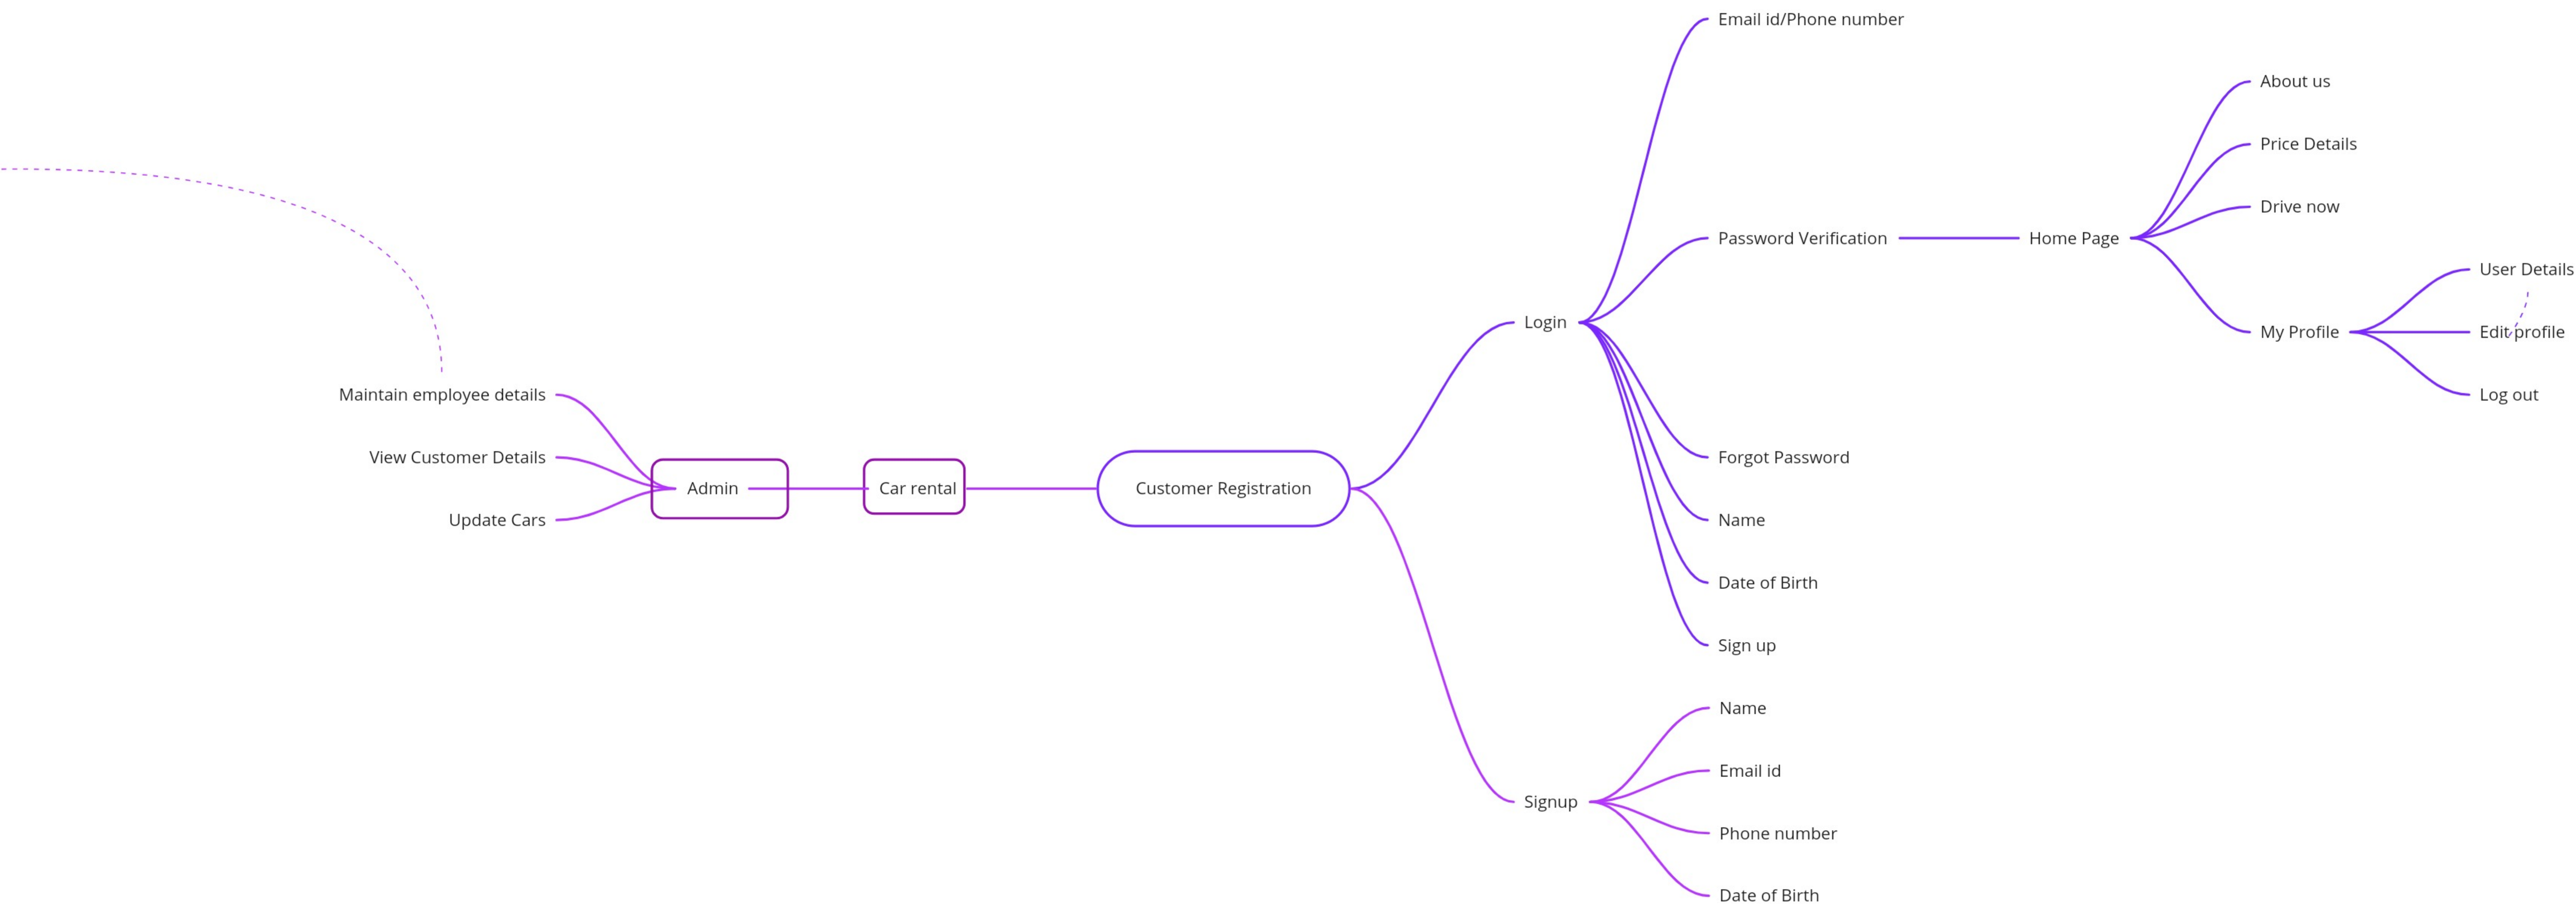 Email id/Phone number
About us
Price Details
Drive now
Password Verification
Home Page
User Details
Login
My Profile
Edit profile
Maintain employee details
Log out
View Customer Details
Forgot Password
Admin
Car rental
Customer Registration
Update Cars
Name
Date of Birth
Sign up
Name
Email id
Signup
Phone number
Date of Birth